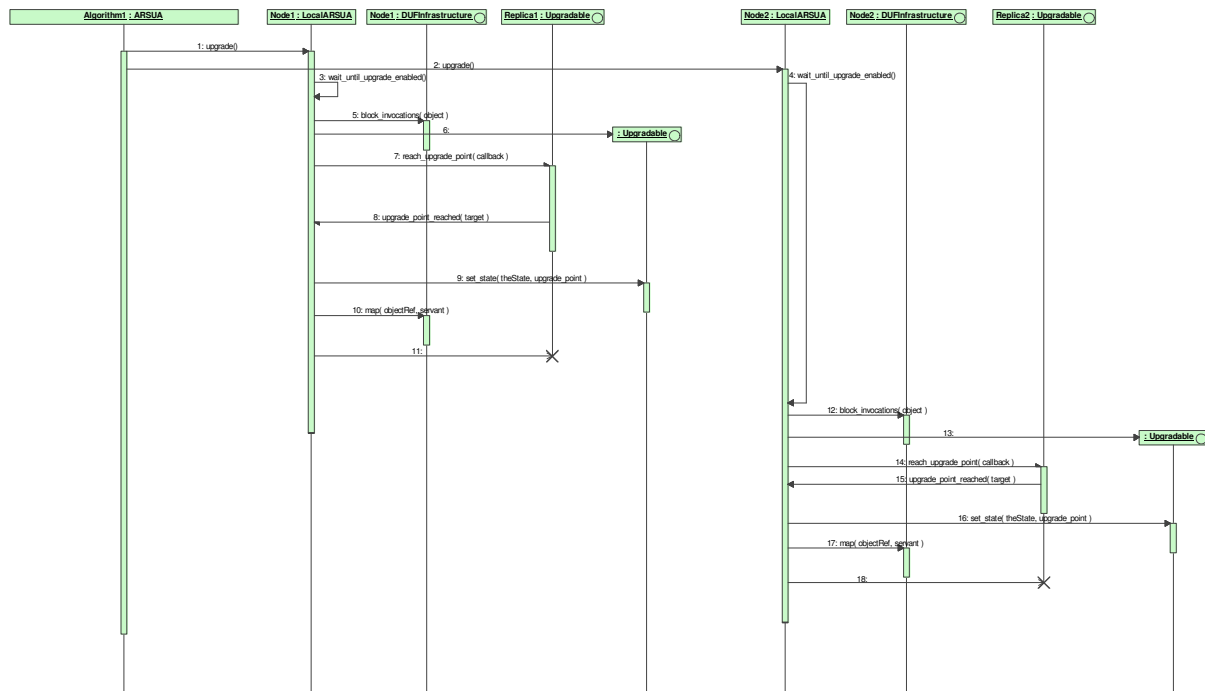 Algorithm1 : ARSUA
Node1 : LocalARSUA
Node1 : DUFInfrastructure
Replica1 : Upgradable
Node2 : LocalARSUA
Node2 : DUFInfrastructure
Replica2 : Upgradable
1: upgrade()
2: upgrade()
3: wait_until_upgrade_enabled()
4: wait_until_upgrade_enabled()
5: block_invocations( object )
6:
: Upgradable
7: reach_upgrade_point( callback )
8: upgrade_point_reached( target )
9: set_state( theState, upgrade_point )
10: map( objectRef, servant )
11:
12: block_invocations( object )
13:
: Upgradable
14: reach_upgrade_point( callback )
15: upgrade_point_reached( target )
16: set_state( theState, upgrade_point )
17: map( objectRef, servant )
18: